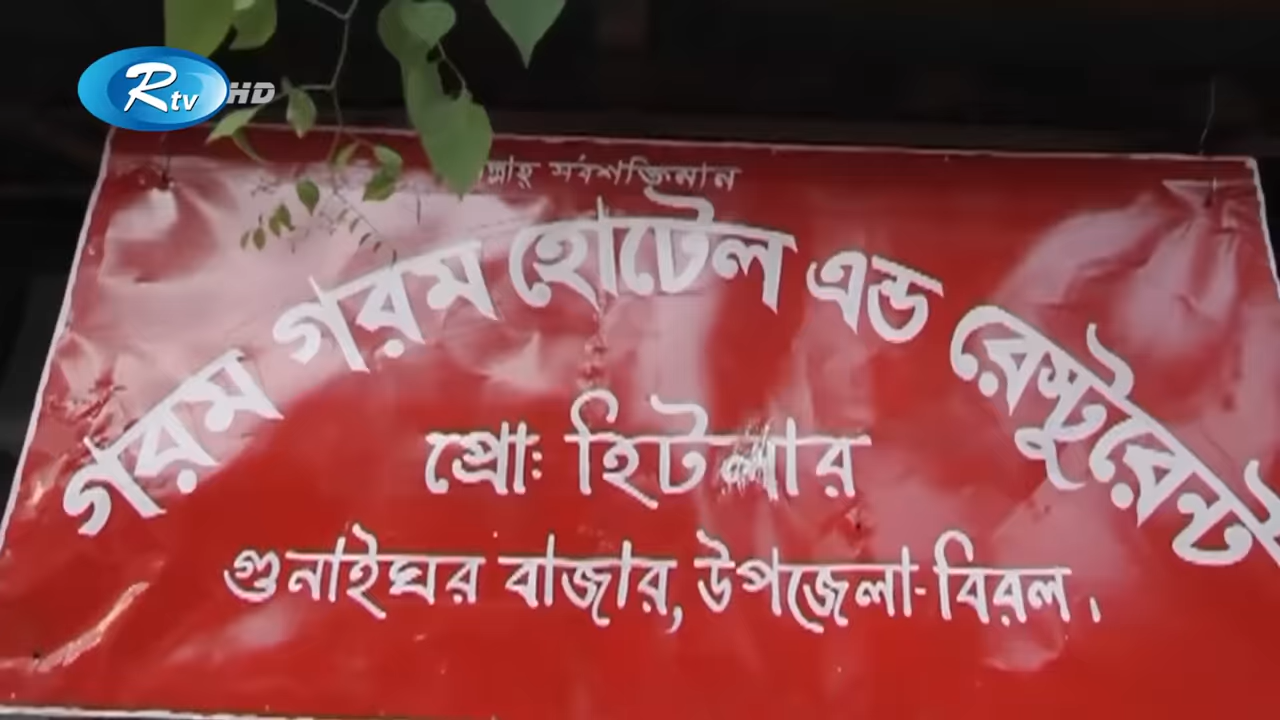 Rtv HD
সর্বশক্তিমান
গরম গরম হোটেল এন্ড রেস্টুরেন্ট
প্রোঃ হিটলার
গুনাইঘর বাজার, উপজেলা-বিরল।